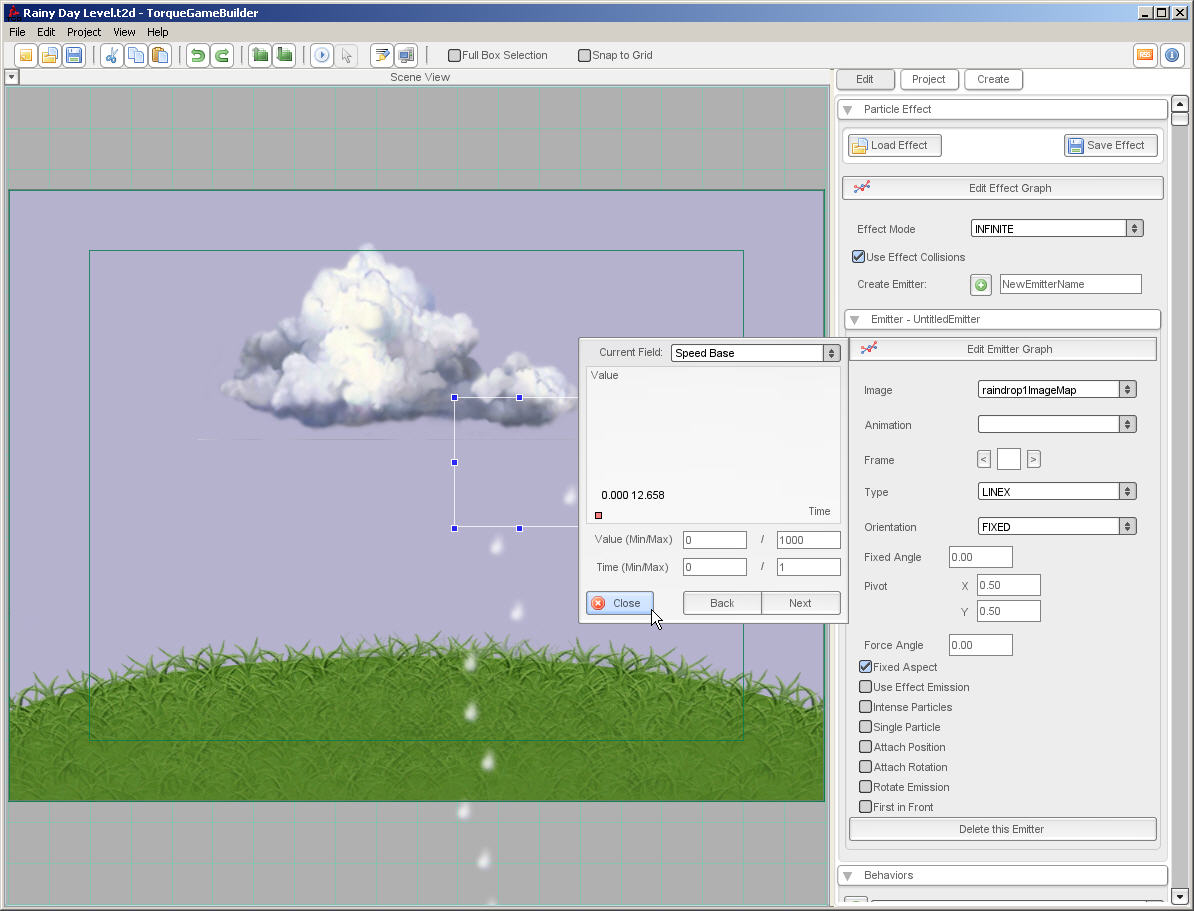 Rainy Day Level.t2d - TorqueGameBuilder
File Edit Project View Help
Full Box Selection Snap to Grid
Scene View
Edit Project Create
Particle Effect
Load Effect Save Effect
Edit Effect Graph
Effect Mode INFINITE
Use Effect Collisions
Create Emitter: NewEmitterName
Emitter - UntitledEmitter
Edit Emitter Graph
Current Field: Speed Base
Value
0.000 12.658
Time
Value (Min/Max) 0 / 1000
Time (Min/Max) 0 / 1
Close Back Next
Image raindrop1ImageMap
Animation
Frame < >
Type LINEX
Orientation FIXED
Fixed Angle 0.00
Pivot X 0.50
Y 0.50
Force Angle 0.00
Fixed Aspect
Use Effect Emission
Intense Particles
Single Particle
Attach Position
Attach Rotation
Rotate Emission
First in Front
Delete this Emitter
Behaviors